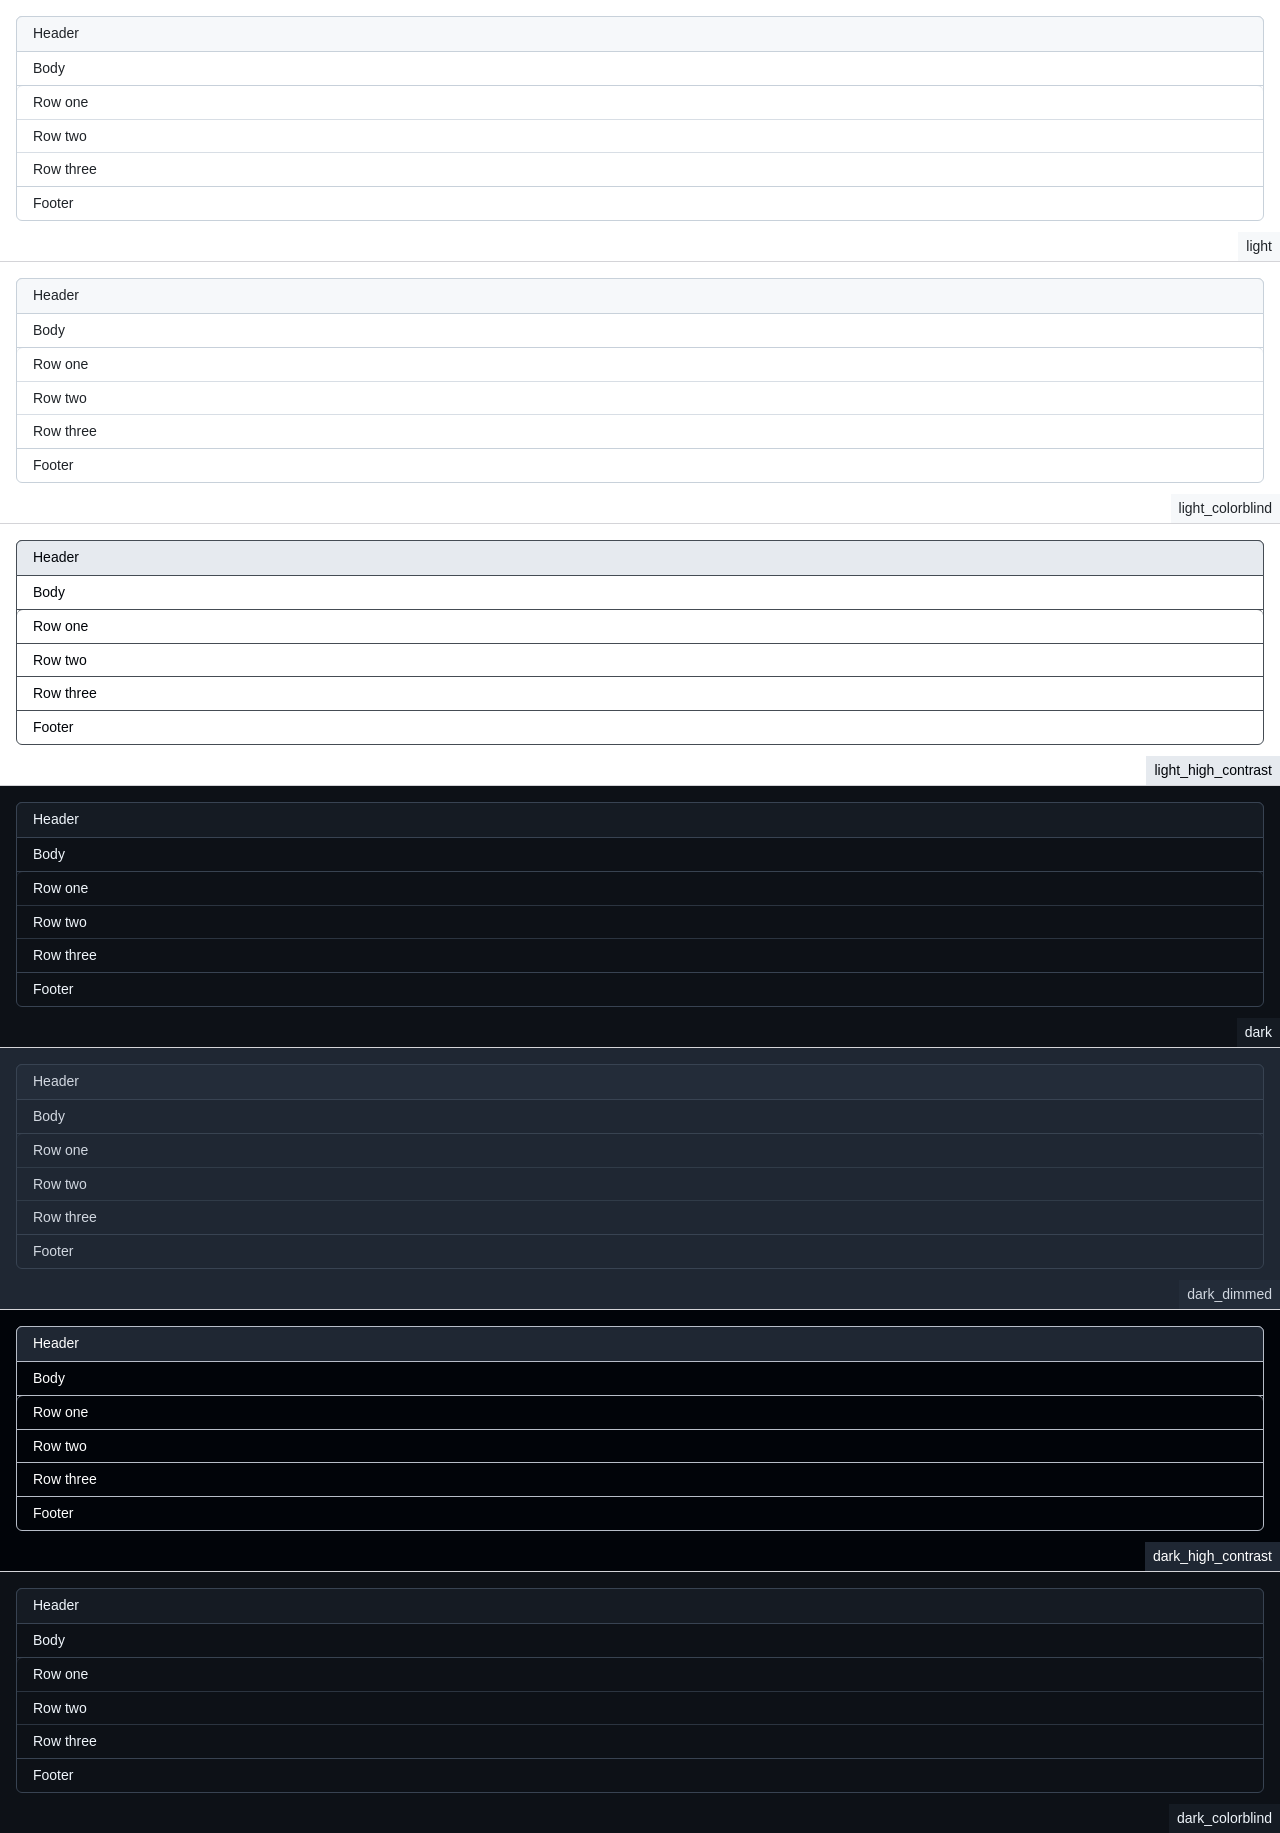 Header
Body
Row one
Row two
Row three
Footer
light
Header
Body
Row one
Row two
Row three
Footer
light_colorblind
Header
Body
Row one
Row two
Row three
Footer
light_high_contrast
Header
Body
Row one
Row two
Row three
Footer
dark
Header
Body
Row one
Row two
Row three
Footer
dark_dimmed
Header
Body
Row one
Row two
Row three
Footer
dark_high_contrast
Header
Body
Row one
Row two
Row three
Footer
dark_colorblind